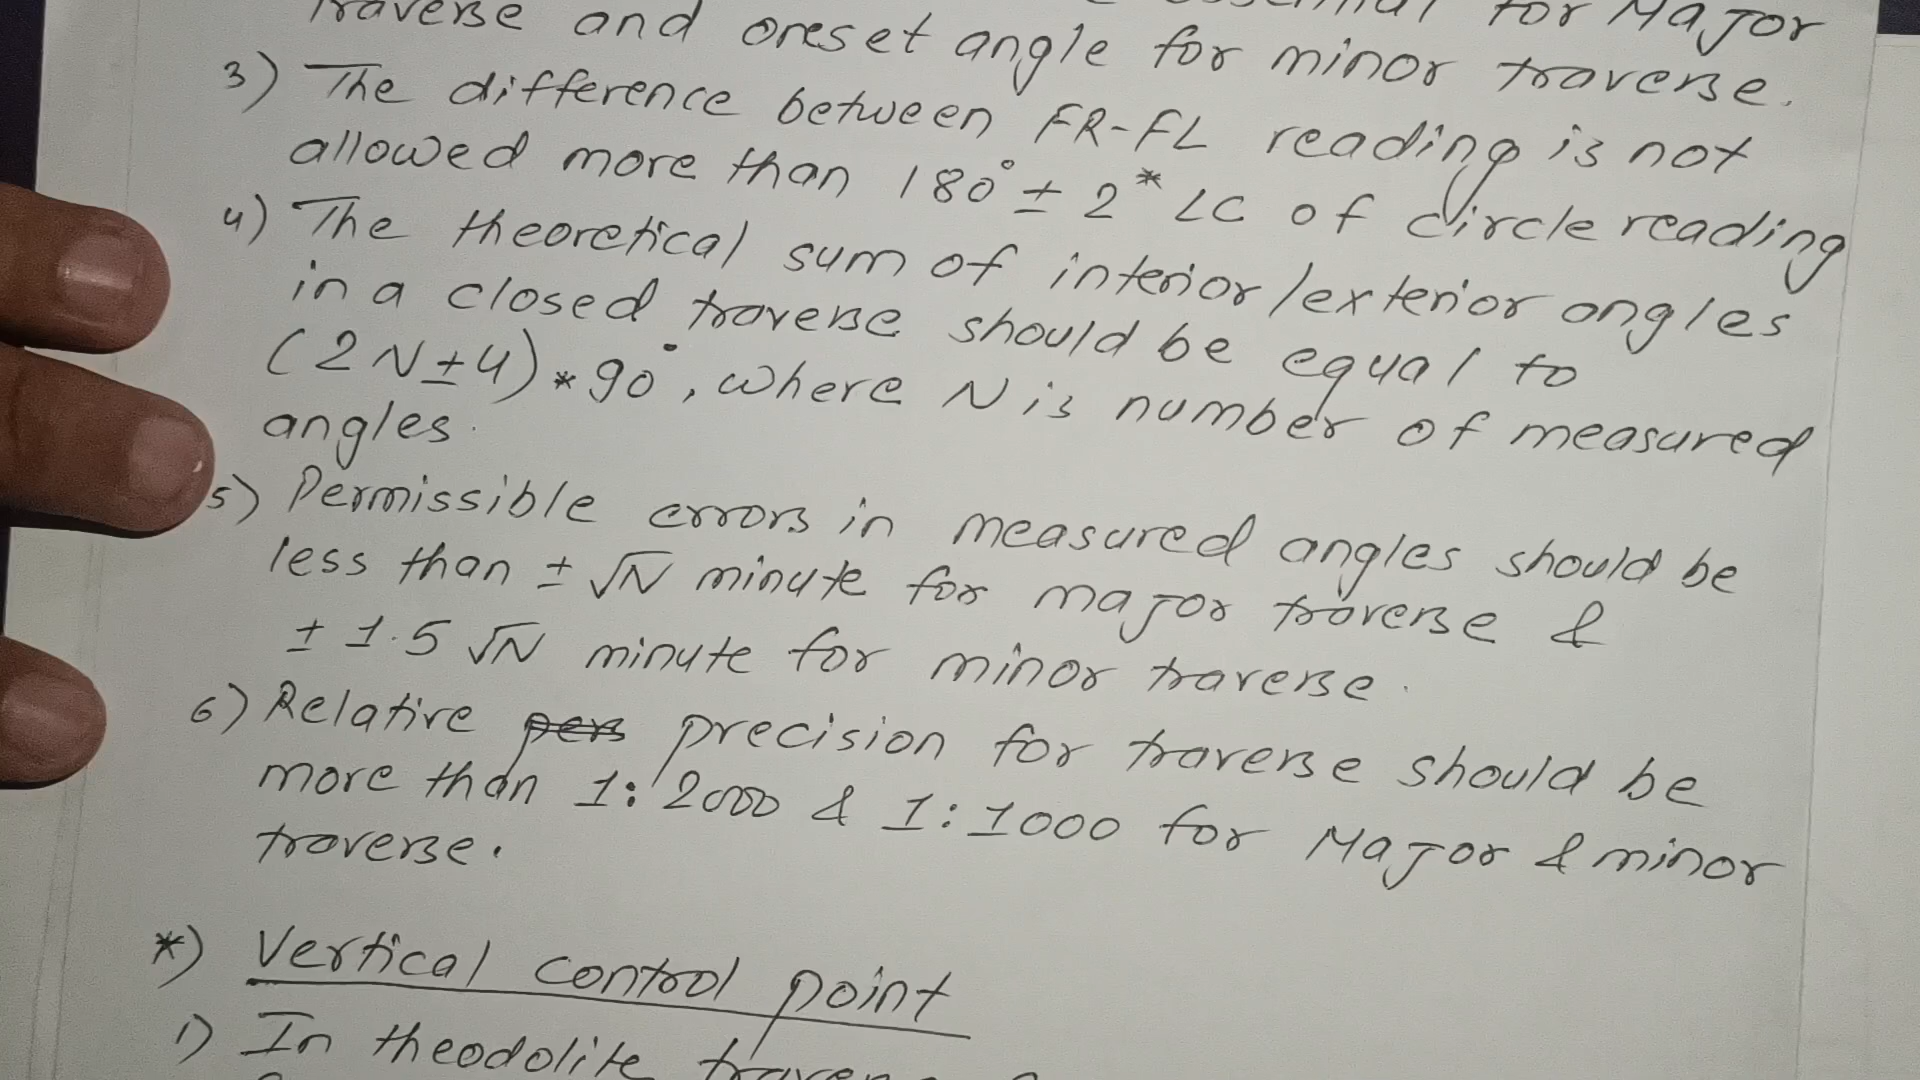 Traverse and oneset angle for minor traverse.
for Major
3) The difference between FR-FL reading is not
allowed more than 180° ± 2 * LC of circle reading
4) The theoretical sum of interior/exterior angles
in a closed traverse should be equal to
(2N±4) * 90°, where N is number of measured
angles.
5) Permissible errors in measured angles should be
less than ± √N minute for major traverse &
± 1.5 √N minute for minor traverse.
6) Relative pers precision for traverse should be
more than 1:2000 & 1:1000 for Major & minor
traverse.
*) Vertical control point
1) In theodolite